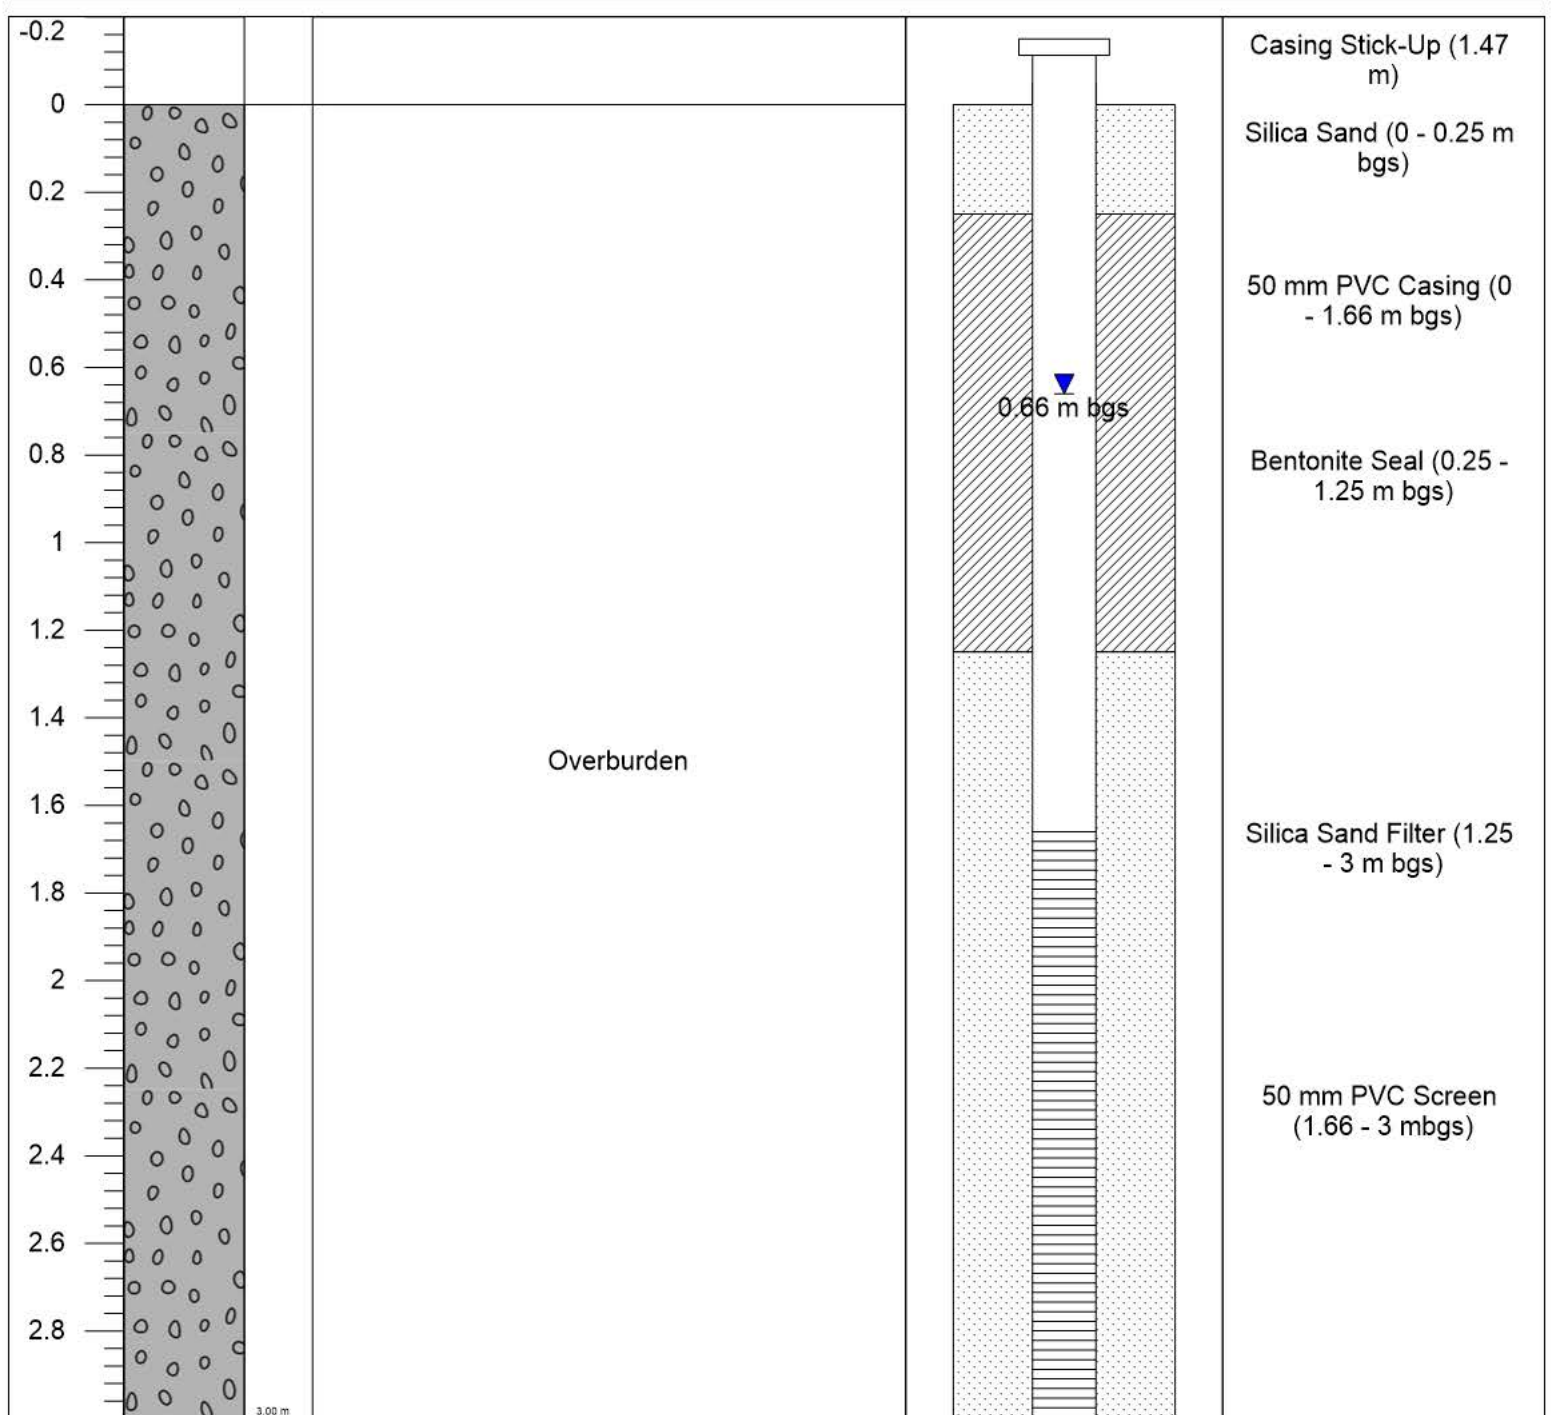 -0.2
0
0.2
0.4
0.6
0.8
1
1.2
1.4
1.6
1.8
2
2.2
2.4
2.6
2.8
3.00 m
Overburden
0.66 m bgs
Casing Stick-Up (1.47
m)
Silica Sand (0 - 0.25 m
bgs)
50 mm PVC Casing (0
- 1.66 m bgs)
Bentonite Seal (0.25 -
1.25 m bgs)
Silica Sand Filter (1.25
- 3 m bgs)
50 mm PVC Screen
(1.66 - 3 mbgs)